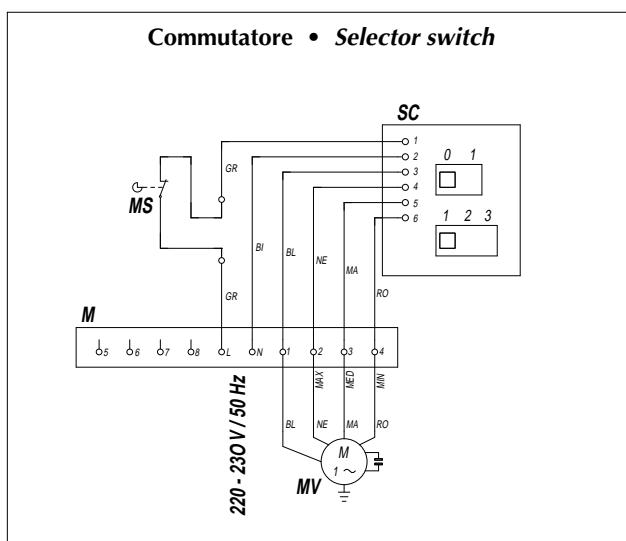 Commutatore • Selector switch
SC
1
2
3
4
5
6
0 1
1 2 3
MS
GR
BI
BL
NE
MA
RO
GR
M
5 6 7 8 L N 1 2 3 4
220 - 230 V / 50 Hz
MAX
MED
MIN
BL NE MA RO
M
1 ~
MV